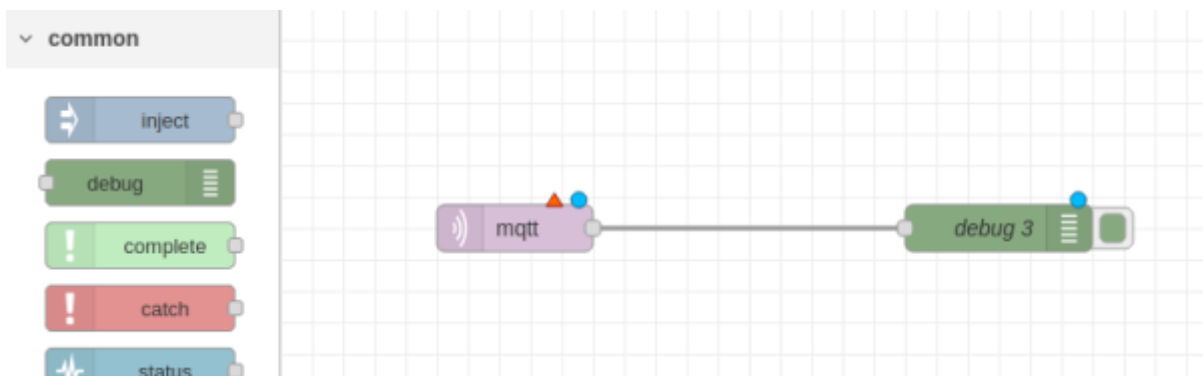 common
inject
debug
complete
catch
status
mqtt
debug 3